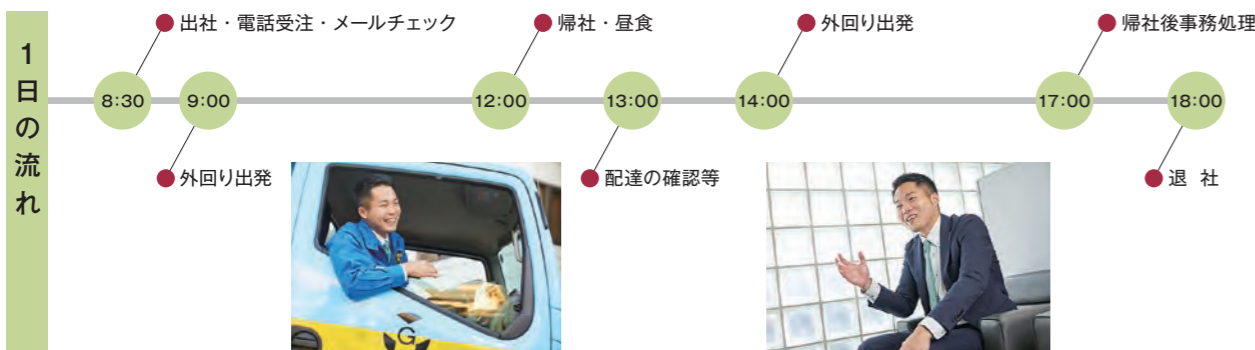 1日の流れ
8:30
出社・電話受注・メールチェック
9:00
外回り出発
12:00
帰社・昼食
13:00
配達の確認等
14:00
外回り出発
17:00
帰社後事務処理
18:00
退 社
G